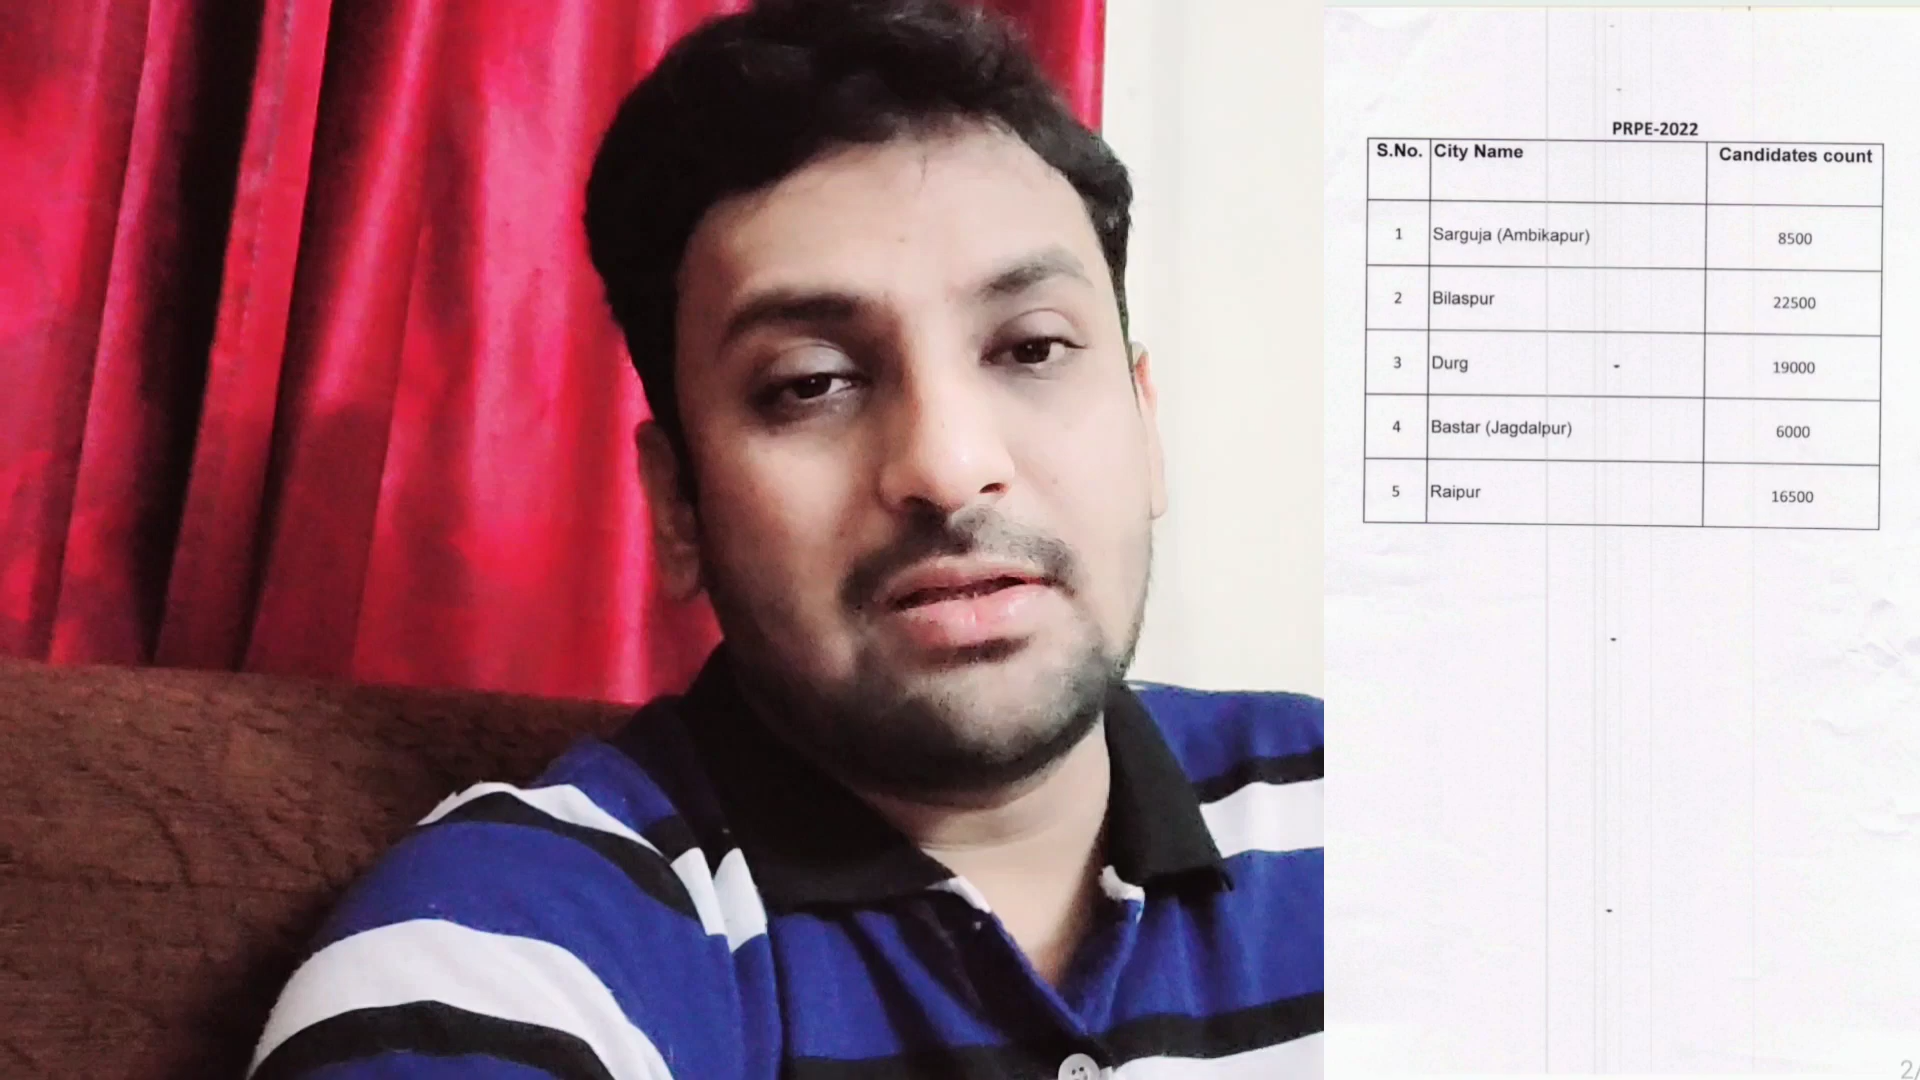 PRPE-2022
S.No. City Name Candidates count
1 Sarguja (Ambikapur) 8500
2 Bilaspur 22500
3 Durg 19000
4 Bastar (Jagdalpur) 6000
5 Raipur 16500
2/